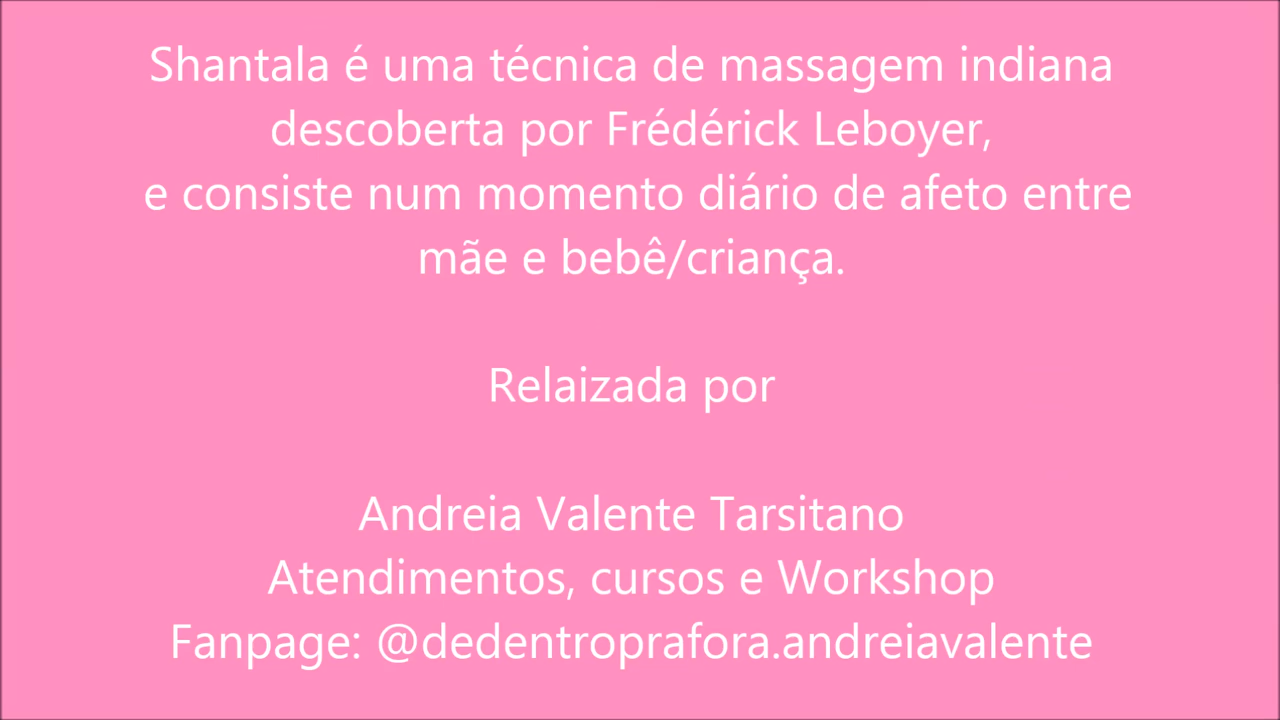 Shantala é uma técnica de massagem indiana
descoberta por Frédérick Leboyer,
e consiste num momento diário de afeto entre
mãe e bebê/criança.
Relaizada por
Andreia Valente Tarsitano
Atendimentos, cursos e Workshop
Fanpage: @dedentroprafora.andreiavalente